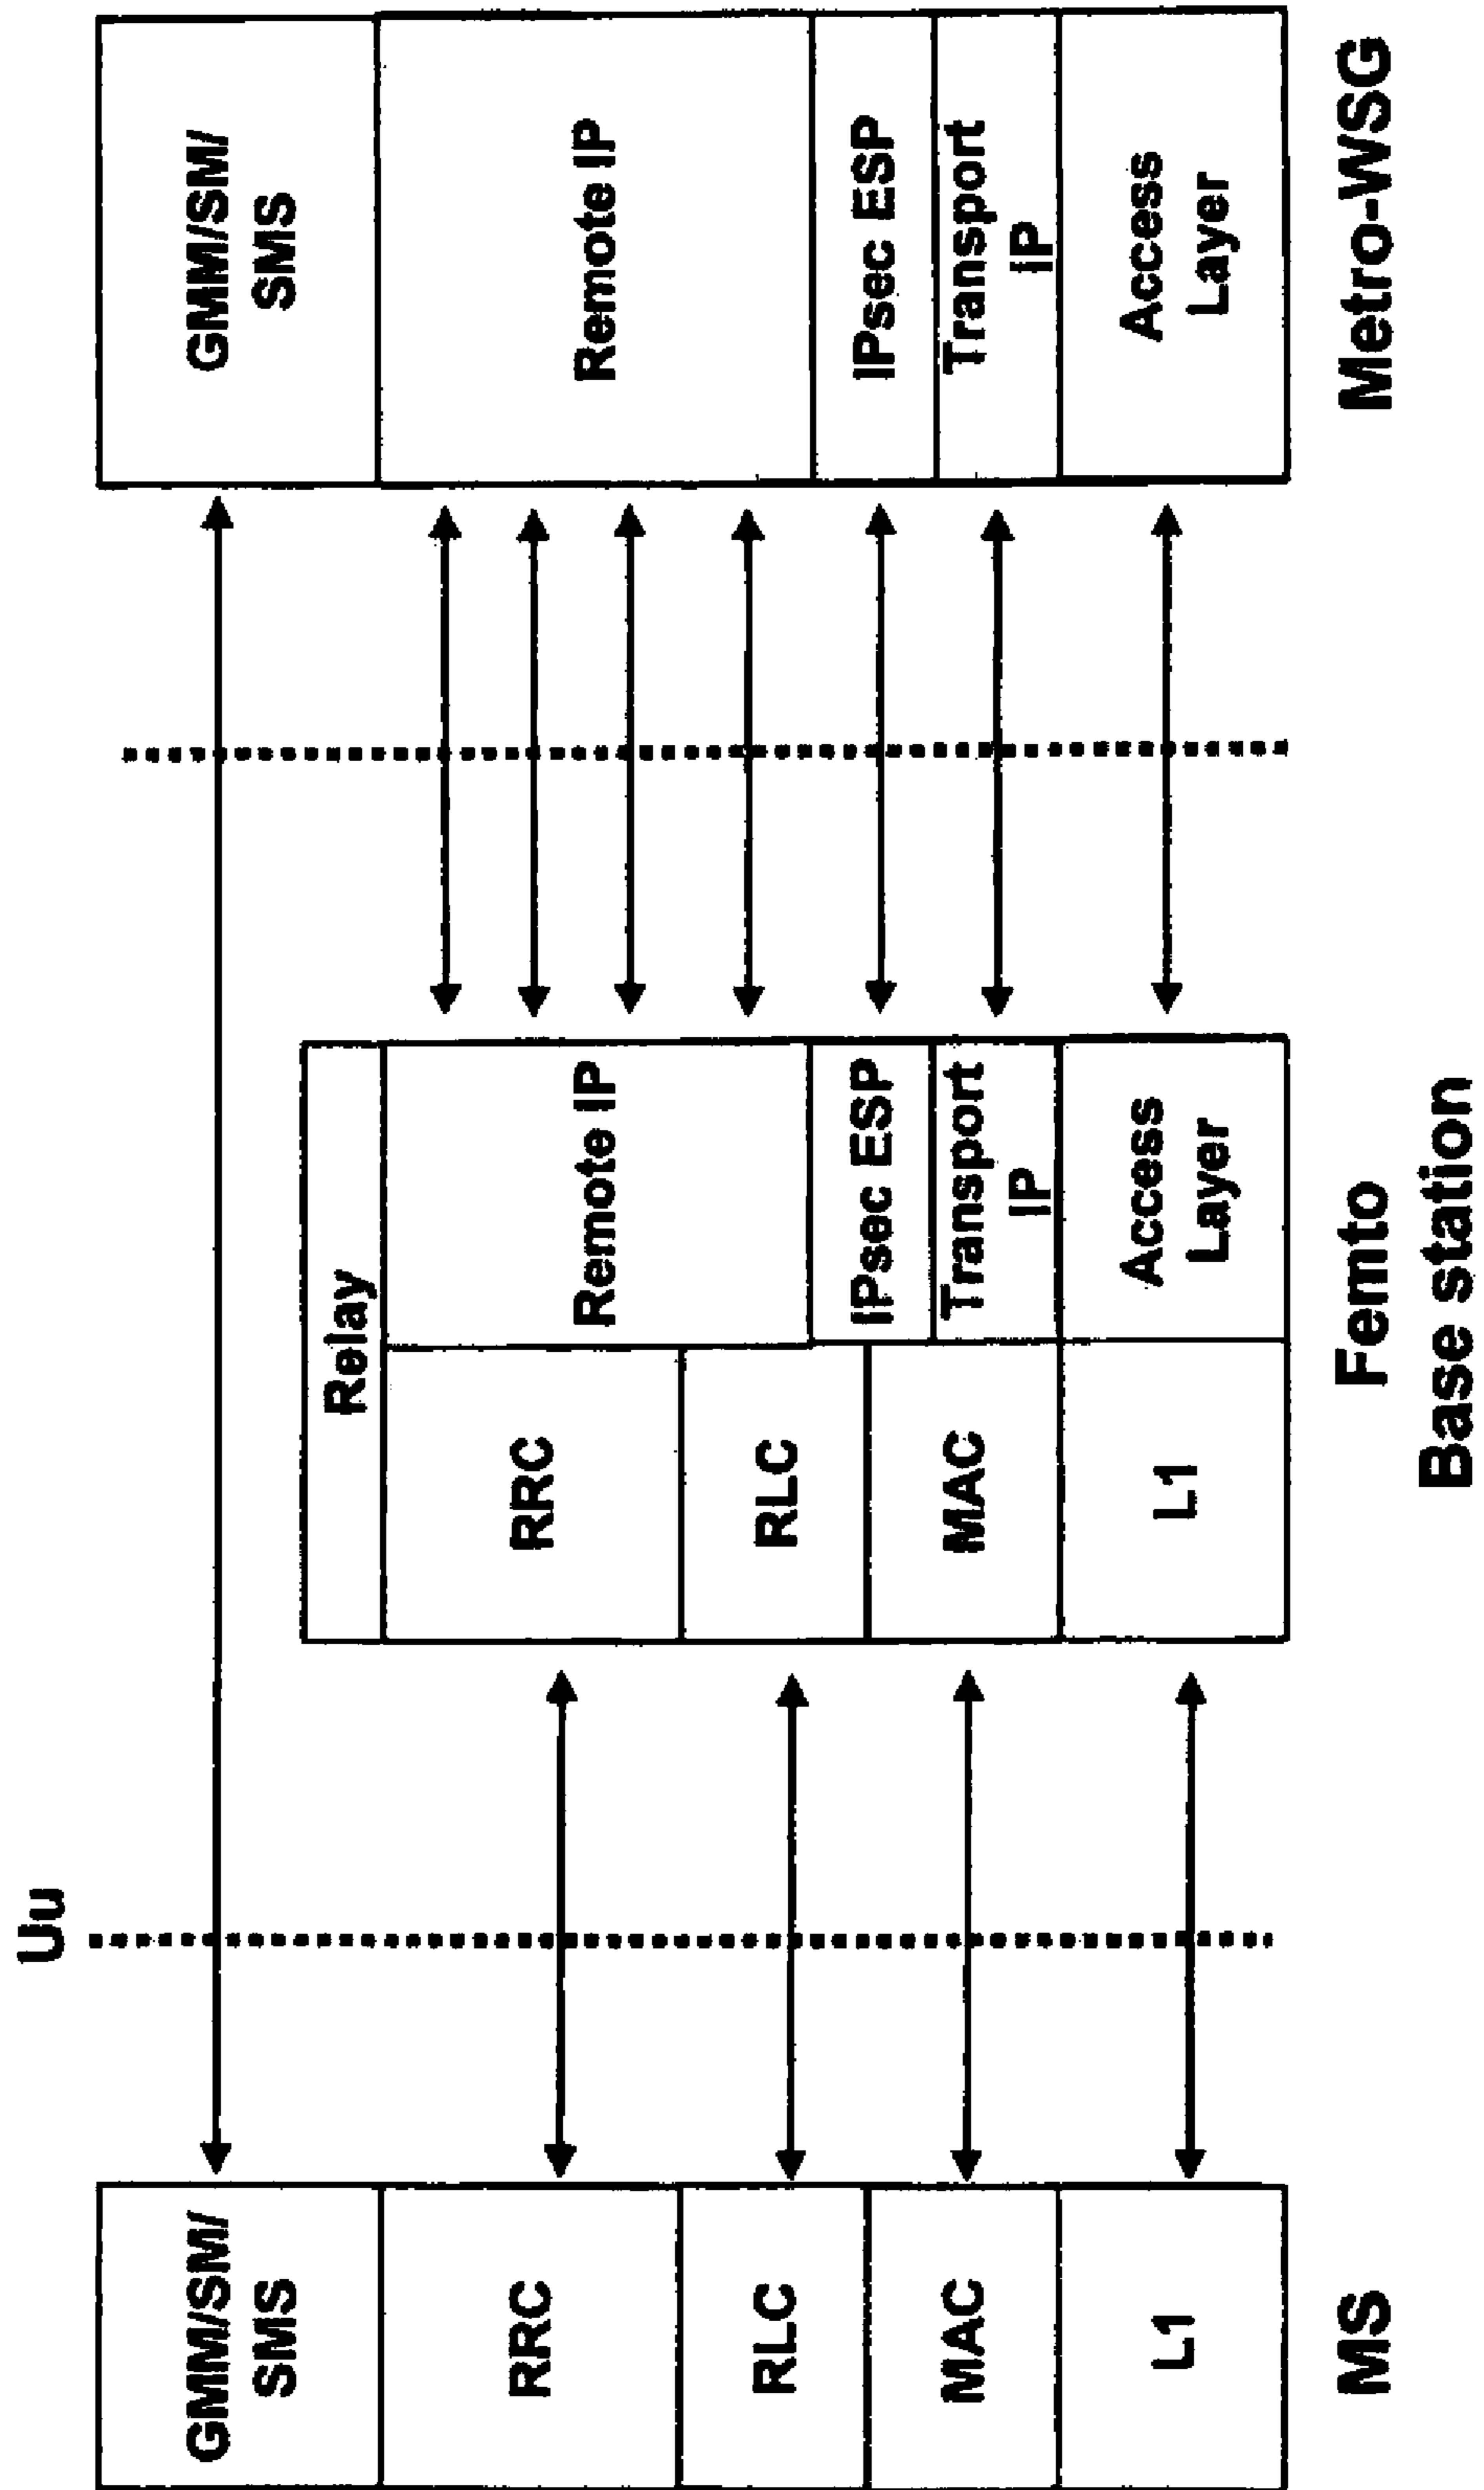 Uu
GMM/SM/
SMS
RRC
RLC
MAC
L1
MS
Relay
RRC
RLC
MAC
L1
Remote IP
IPsec ESP
Transport
IP
Access
Layer
Femto
Base station
GMM/SM/
SMS
Remote IP
IPsec ESP
Transport
IP
Access
Layer
Metro-WSG